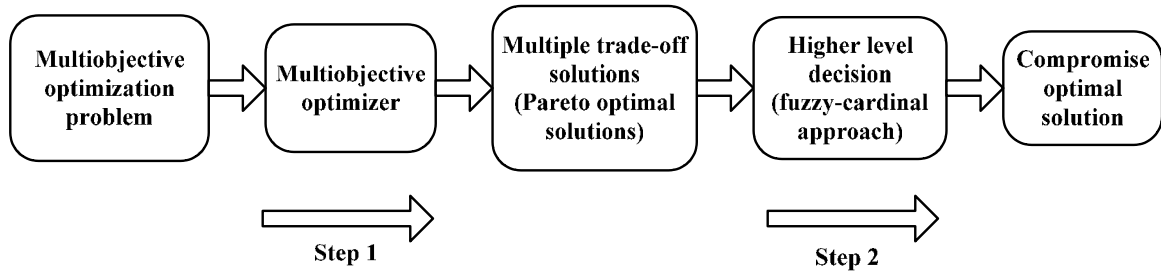 Multiobjective
optimization
problem
Multiobjective
optimizer
Multiple trade-off
solutions
(Pareto optimal
solutions)
Higher level
decision
(fuzzy-cardinal
approach)
Compromise
optimal
solution
Step 1
Step 2